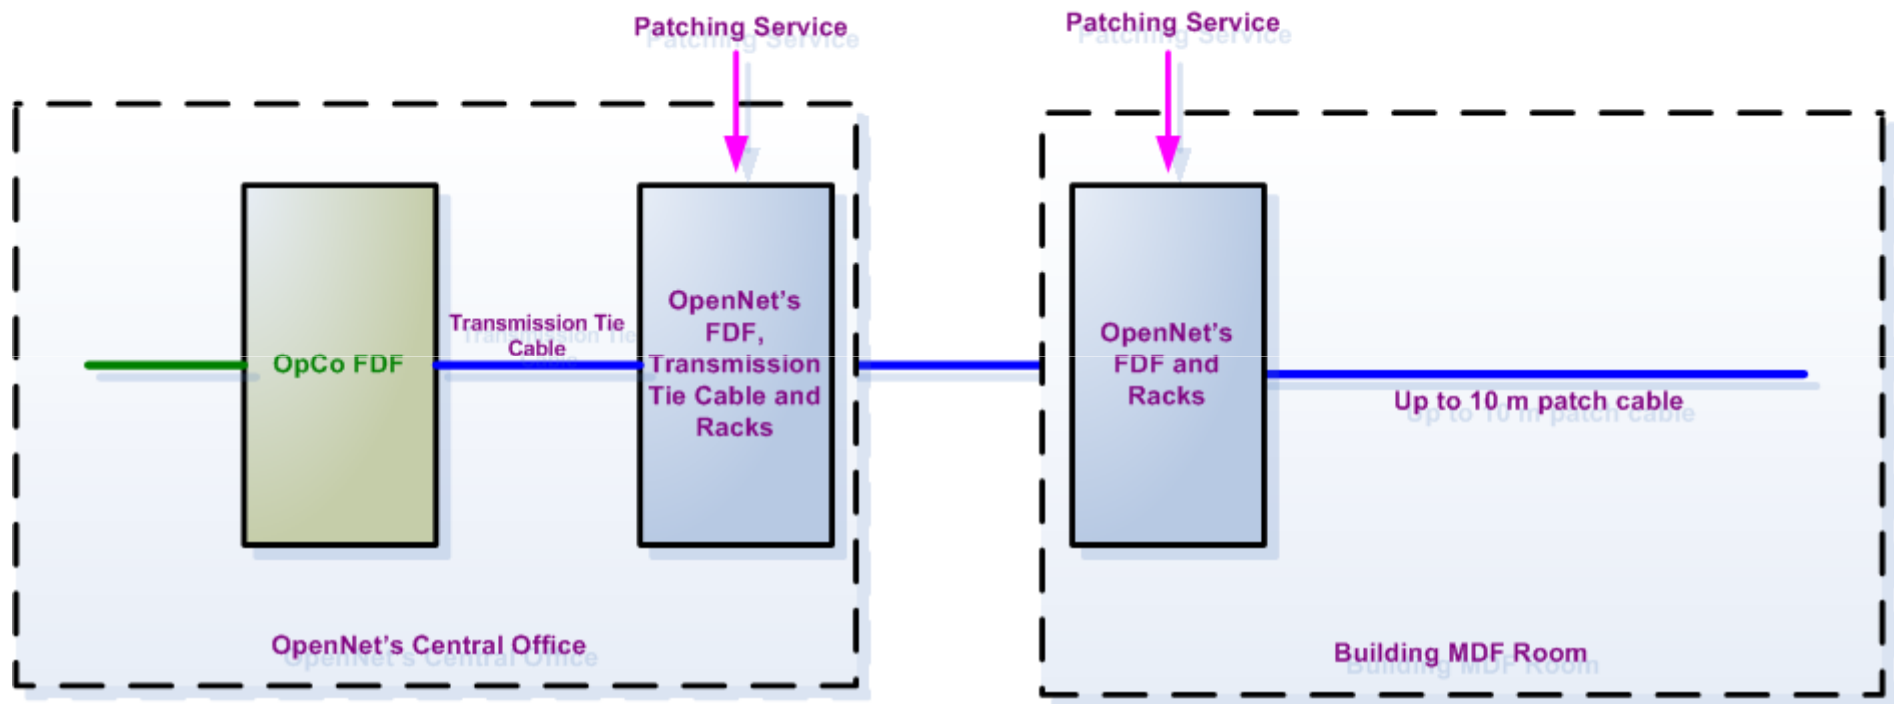 Patching Service
Patching Service
OpCo FDF
Transmission Tie
Cable
OpenNet's
FDF,
Transmission
Tie Cable and
Racks
OpenNet's
FDF and
Racks
Up to 10 m patch cable
OpenNet's Central Office
Building MDF Room